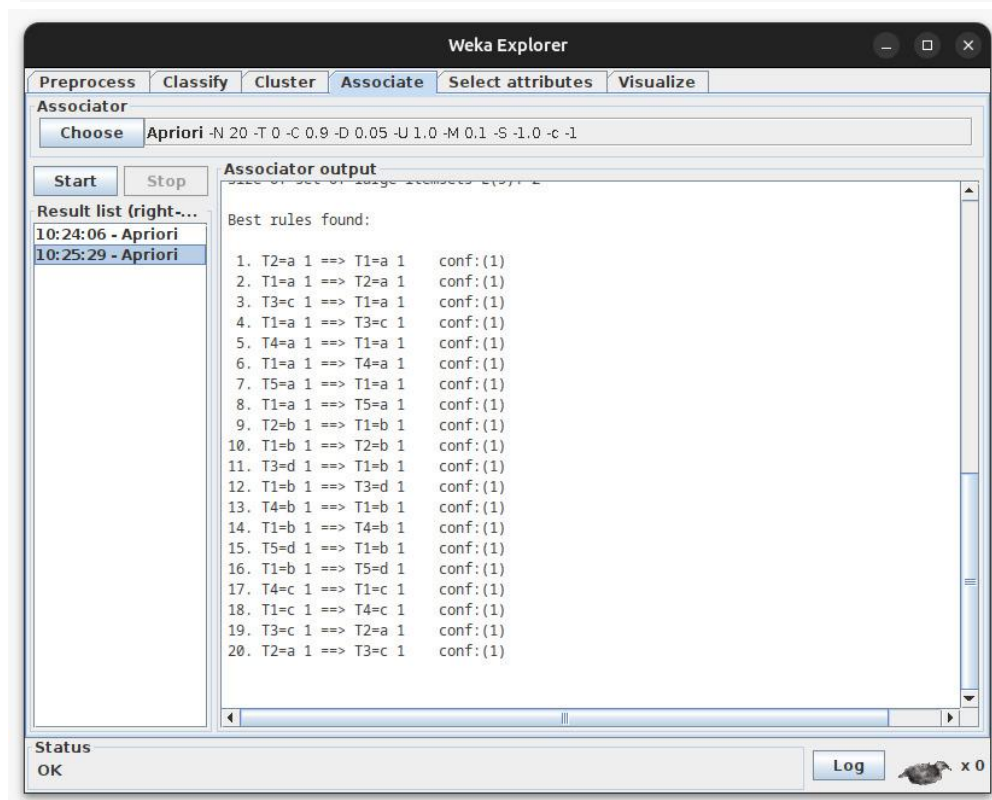 Weka Explorer
Preprocess Classify Cluster Associate Select attributes Visualize
Associator
Choose Apriori -N 20 -T 0 -C 0.9 -D 0.05 -U 1.0 -M 0.1 -S -1.0 -c -1
Start Stop
Result list (right-...
10:24:06 - Apriori
10:25:29 - Apriori
Associator output
Best rules found:
1. T2=a 1 ==> T1=a 1 conf:(1)
2. T1=a 1 ==> T2=a 1 conf:(1)
3. T3=c 1 ==> T1=a 1 conf:(1)
4. T1=a 1 ==> T3=c 1 conf:(1)
5. T4=a 1 ==> T1=a 1 conf:(1)
6. T1=a 1 ==> T4=a 1 conf:(1)
7. T5=a 1 ==> T1=a 1 conf:(1)
8. T1=a 1 ==> T5=a 1 conf:(1)
9. T2=b 1 ==> T1=b 1 conf:(1)
10. T1=b 1 ==> T2=b 1 conf:(1)
11. T3=d 1 ==> T1=b 1 conf:(1)
12. T1=b 1 ==> T3=d 1 conf:(1)
13. T4=b 1 ==> T1=b 1 conf:(1)
14. T1=b 1 ==> T4=b 1 conf:(1)
15. T5=d 1 ==> T1=b 1 conf:(1)
16. T1=b 1 ==> T5=d 1 conf:(1)
17. T4=c 1 ==> T1=c 1 conf:(1)
18. T1=c 1 ==> T4=c 1 conf:(1)
19. T3=c 1 ==> T2=a 1 conf:(1)
20. T2=a 1 ==> T3=c 1 conf:(1)
Status
OK
Log x 0